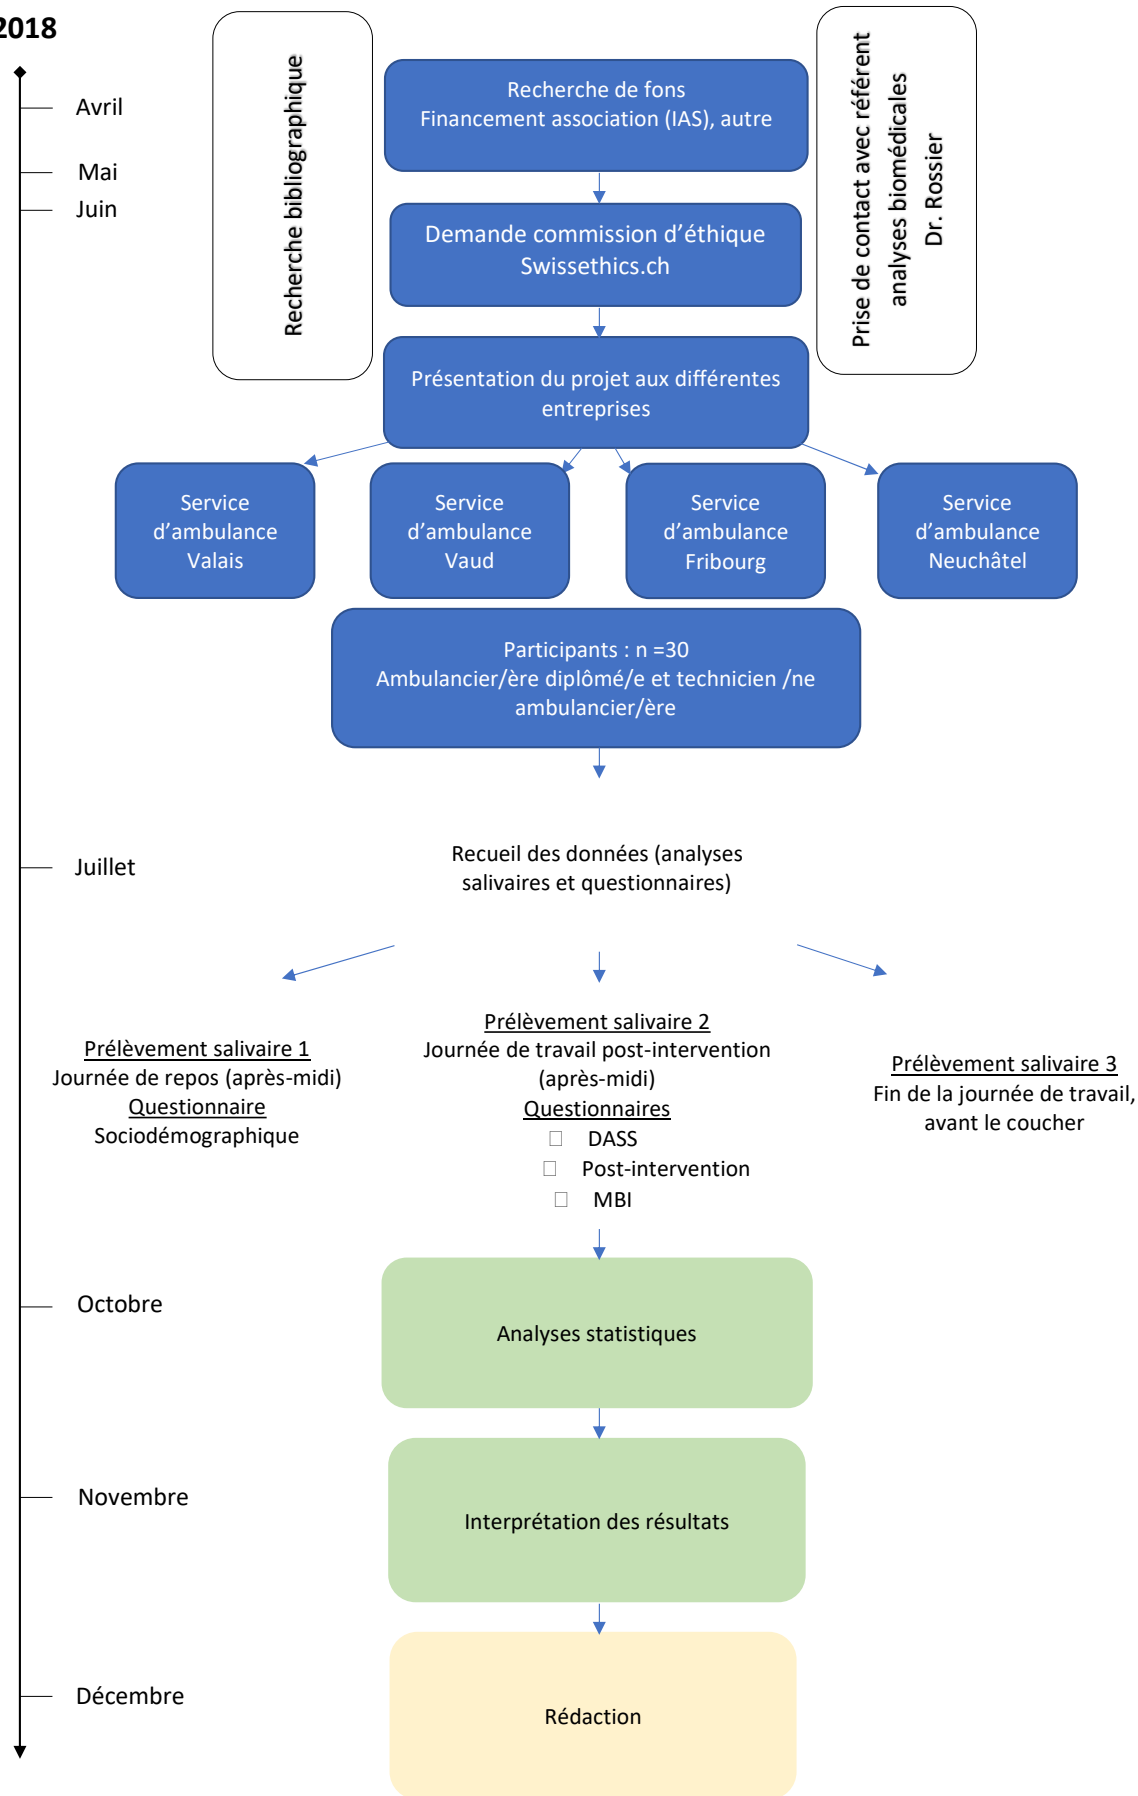 2018
Avril
Mai
Juin
Recherche bibliographique
Recherche de fons
Financement association (IAS), autre
Prise de contact avec référent
analyses biomédicales
Dr. Rossier
Demande commission d'éthique
Swissethics.ch
Présentation du projet aux différentes
entreprises
Service
d'ambulance
Valais
Service
d'ambulance
Vaud
Service
d'ambulance
Fribourg
Service
d'ambulance
Neuchâtel
Participants : n =30
Ambulancier/ère diplômé/e et technicien /ne
ambulancier/ère
Juillet
Recueil des données (analyses
salivaires et questionnaires)
Prélèvement salivaire 1
Journée de repos (après-midi)
Questionnaire
Sociodémographique
Prélèvement salivaire 2
Journée de travail post-intervention
(après-midi)
Questionnaires
DASS
Post-intervention
MBI
Prélèvement salivaire 3
Fin de la journée de travail,
avant le coucher
Octobre
Analyses statistiques
Novembre
Interprétation des résultats
Décembre
Rédaction